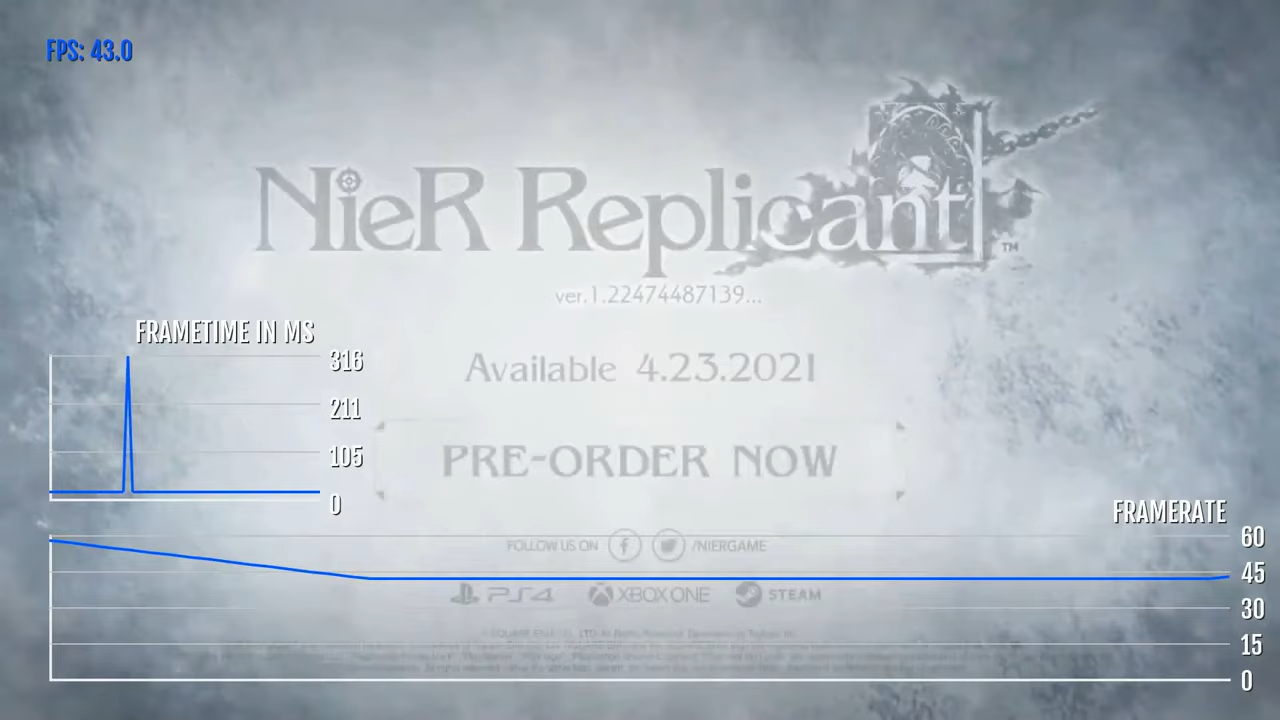 FPS: 43.0
NieR Replicant™
ver.1.22474487139...
FRAMETIME IN MS
316
211
105
0
Available 4.23.2021
PRE-ORDER NOW
FRAMERATE
60
45
30
15
0
FOLLOW US ON /NIERGAME
PS4 XBOX ONE STEAM